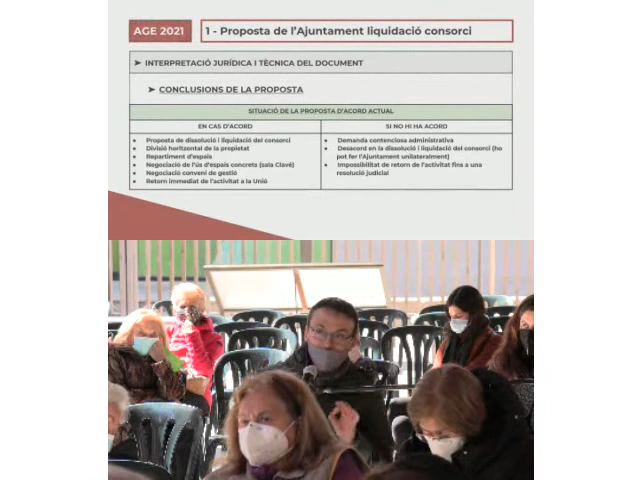 AGE 2021
1 - Proposta de l'Ajuntament liquidació consorci
➤ INTERPRETACIÓ JURÍDICA I TÈCNICA DEL DOCUMENT
➤ CONCLUSIONS DE LA PROPOSTA
SITUACIÓ DE LA PROPOSTA D'ACORD ACTUAL
EN CAS D'ACORD
● Proposta de dissolució i liquidació del consorci
● Divisió horitzontal de la propietat
● Repartiment d'espais
● Negociació de l'ús d'espais concrets (sala Clavé)
● Negociació conveni de gestió
● Retorn immediat de l'activitat a la Unió
SI NO HI HA ACORD
● Demanda contenciosa administrativa
● Desacord en la dissolució i liquidació del consorci (ho
pot fer l'Ajuntament unilateralment)
● Impossibilitat de retorn de l'activitat fins a una
resolució judicial